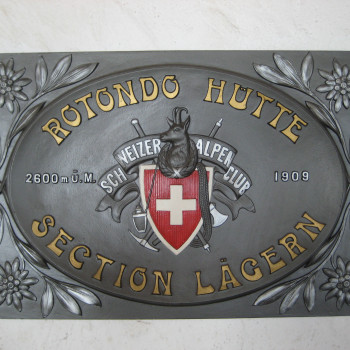 ROTONDO HÜTTE
SCHWEIZER ALPEN CLUB
2600 m Ü.M.
1909
SECTION LÄGERN